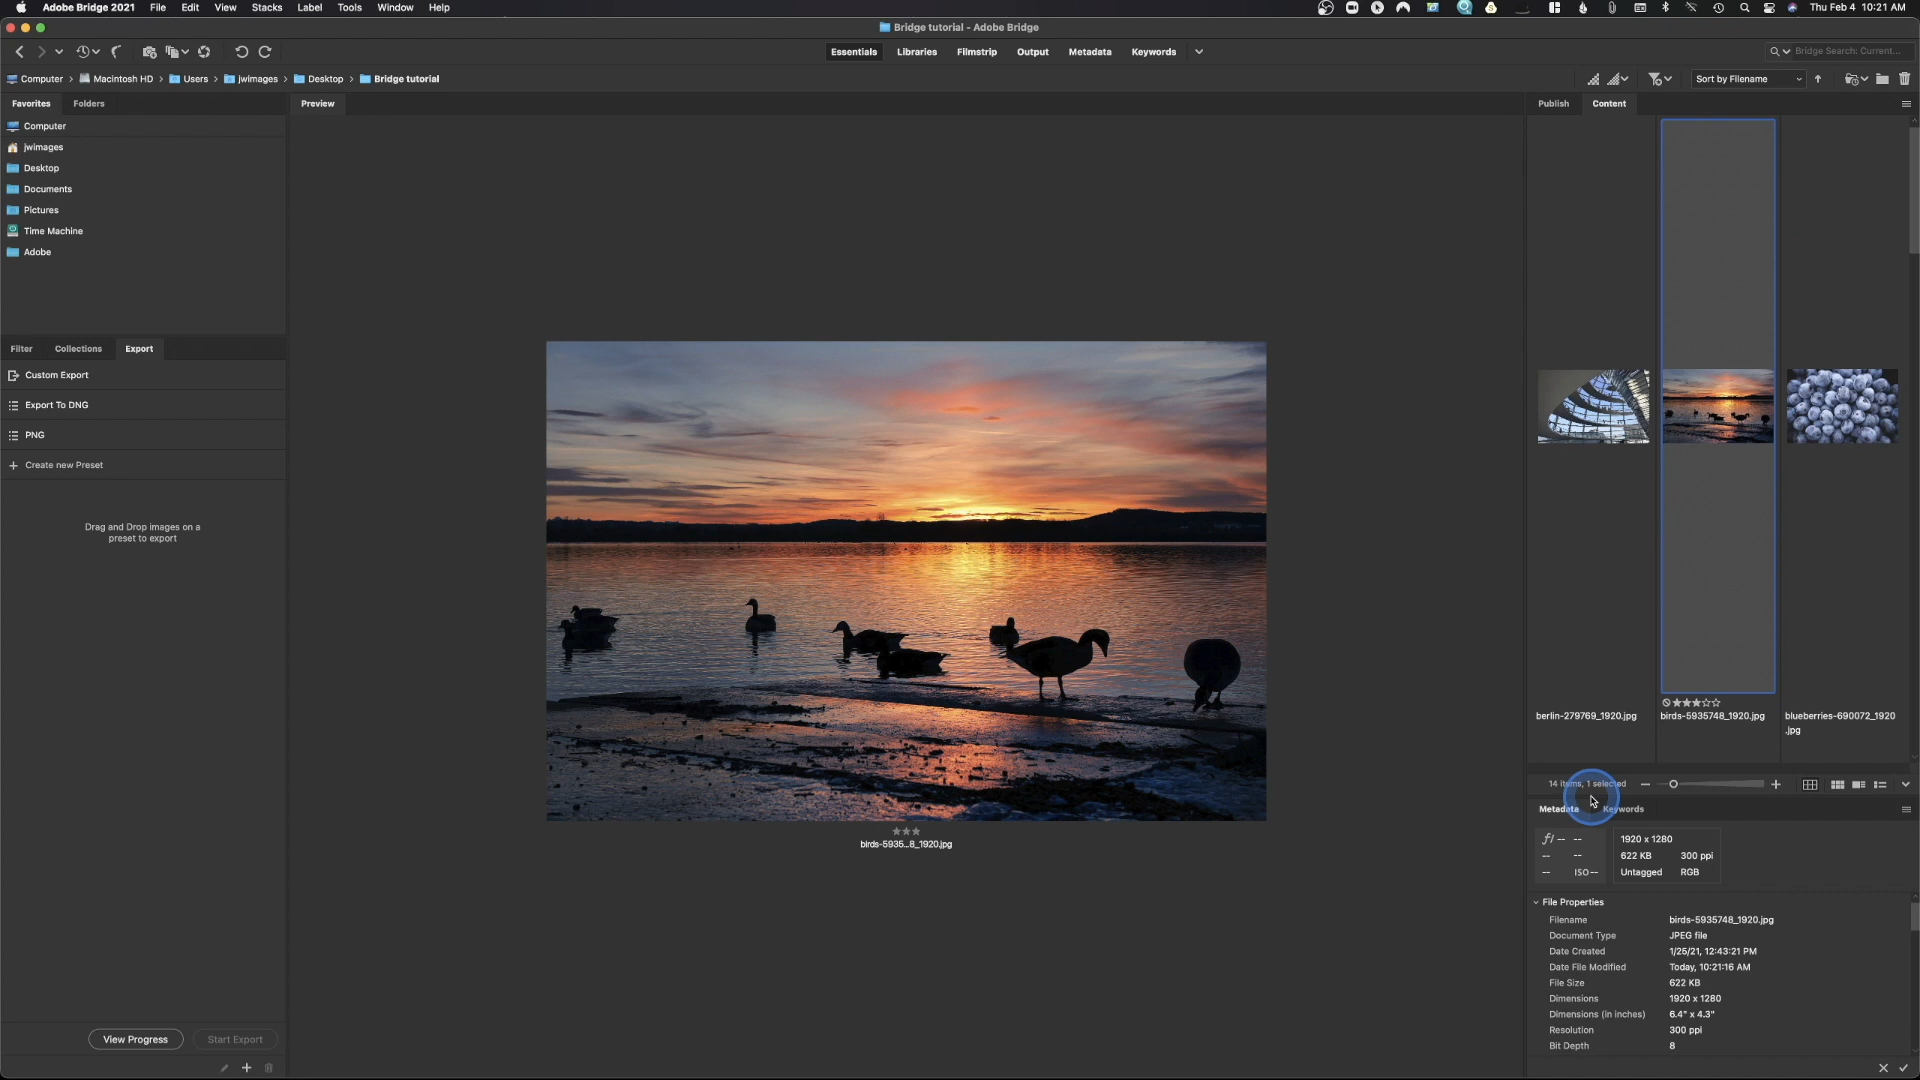 Adobe Bridge 2021 File Edit View Stacks Label Tools Window Help Thu Feb 4 10:21 AM
Bridge tutorial - Adobe Bridge
Essentials Libraries Filmstrip Output Metadata Keywords Bridge Search: Current...
Computer Macintosh HD Users jwimages Desktop Bridge tutorial Sort by Filename
Favorites Folders
Preview
Publish Content
Computer
jwimages
Desktop
Documents
Pictures
Time Machine
Adobe
Filter Collections Export
Custom Export
Export To DNG
PNG
Create new Preset
Drag and Drop images on a
preset to export
View Progress Start Export
birds-5935...8_1920.jpg
berlin-279769_1920.jpg
birds-5935748_1920.jpg
blueberries-690072_1920
.jpg
14 items, 1 selected
Metadata Keywords
ƒ/ -- --
-- --
-- ISO--
1920 x 1280
622 KB 300 ppi
Untagged RGB
File Properties
Filename birds-5935748_1920.jpg
Document Type JPEG file
Date Created 1/25/21, 12:43:21 PM
Date File Modified Today, 10:21:16 AM
File Size 622 KB
Dimensions 1920 x 1280
Dimensions (in inches) 6.4" x 4.3"
Resolution 300 ppi
Bit Depth 8